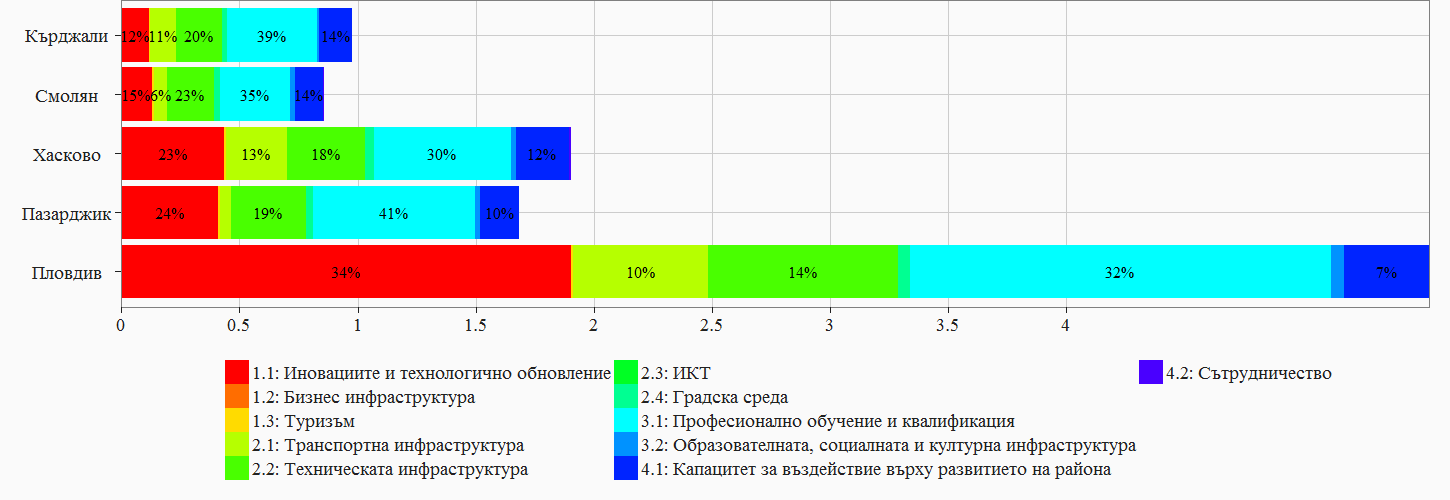 Кърджали 12% 11% 20% 39% 14%
Смолян 15% 6% 23% 35% 14%
Хасково 23% 13% 18% 30% 12%
Пазарджик 24% 19% 41% 10%
Пловдив 34% 10% 14% 32% 7%
0 0.5 1 1.5 2 2.5 3 3.5 4
1.1: Иновациите и технологично обновление
1.2: Бизнес инфраструктура
1.3: Туризъм
2.1: Транспортна инфраструктура
2.2: Техническата инфраструктура
2.3: ИКТ
2.4: Градска среда
3.1: Професионално обучение и квалификация
3.2: Образователната, социалната и културна инфраструктура
4.1: Капацитет за въздействие върху развитието на района
4.2: Сътрудничество